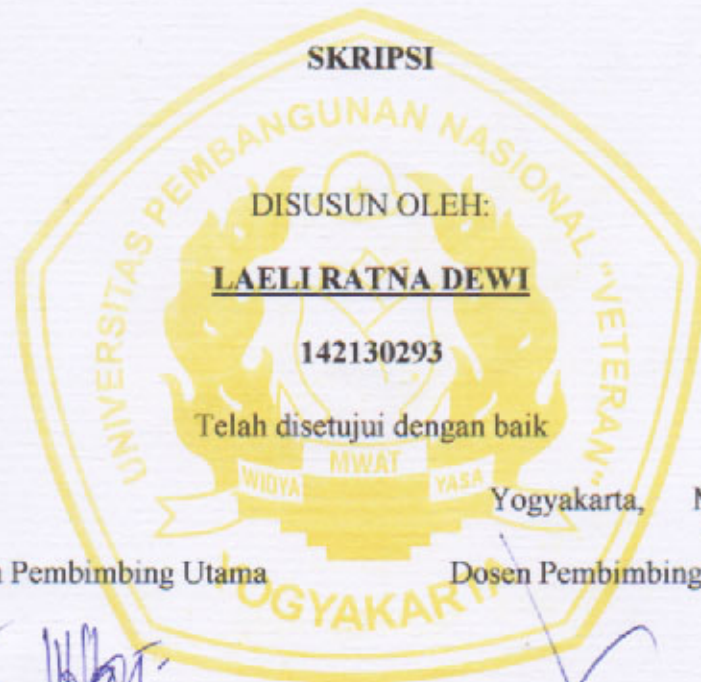 SKRIPSI
UNIVERSITAS PEMBANGUNAN NASIONAL "VETERAN"
DISUSUN OLEH:
LAELI RATNA DEWI
142130293
Telah disetujui dengan baik
WIDYA MWAT YASA
Yogyakarta,
Pembimbing Utama Dosen Pembimbing
YOGYAKARTA